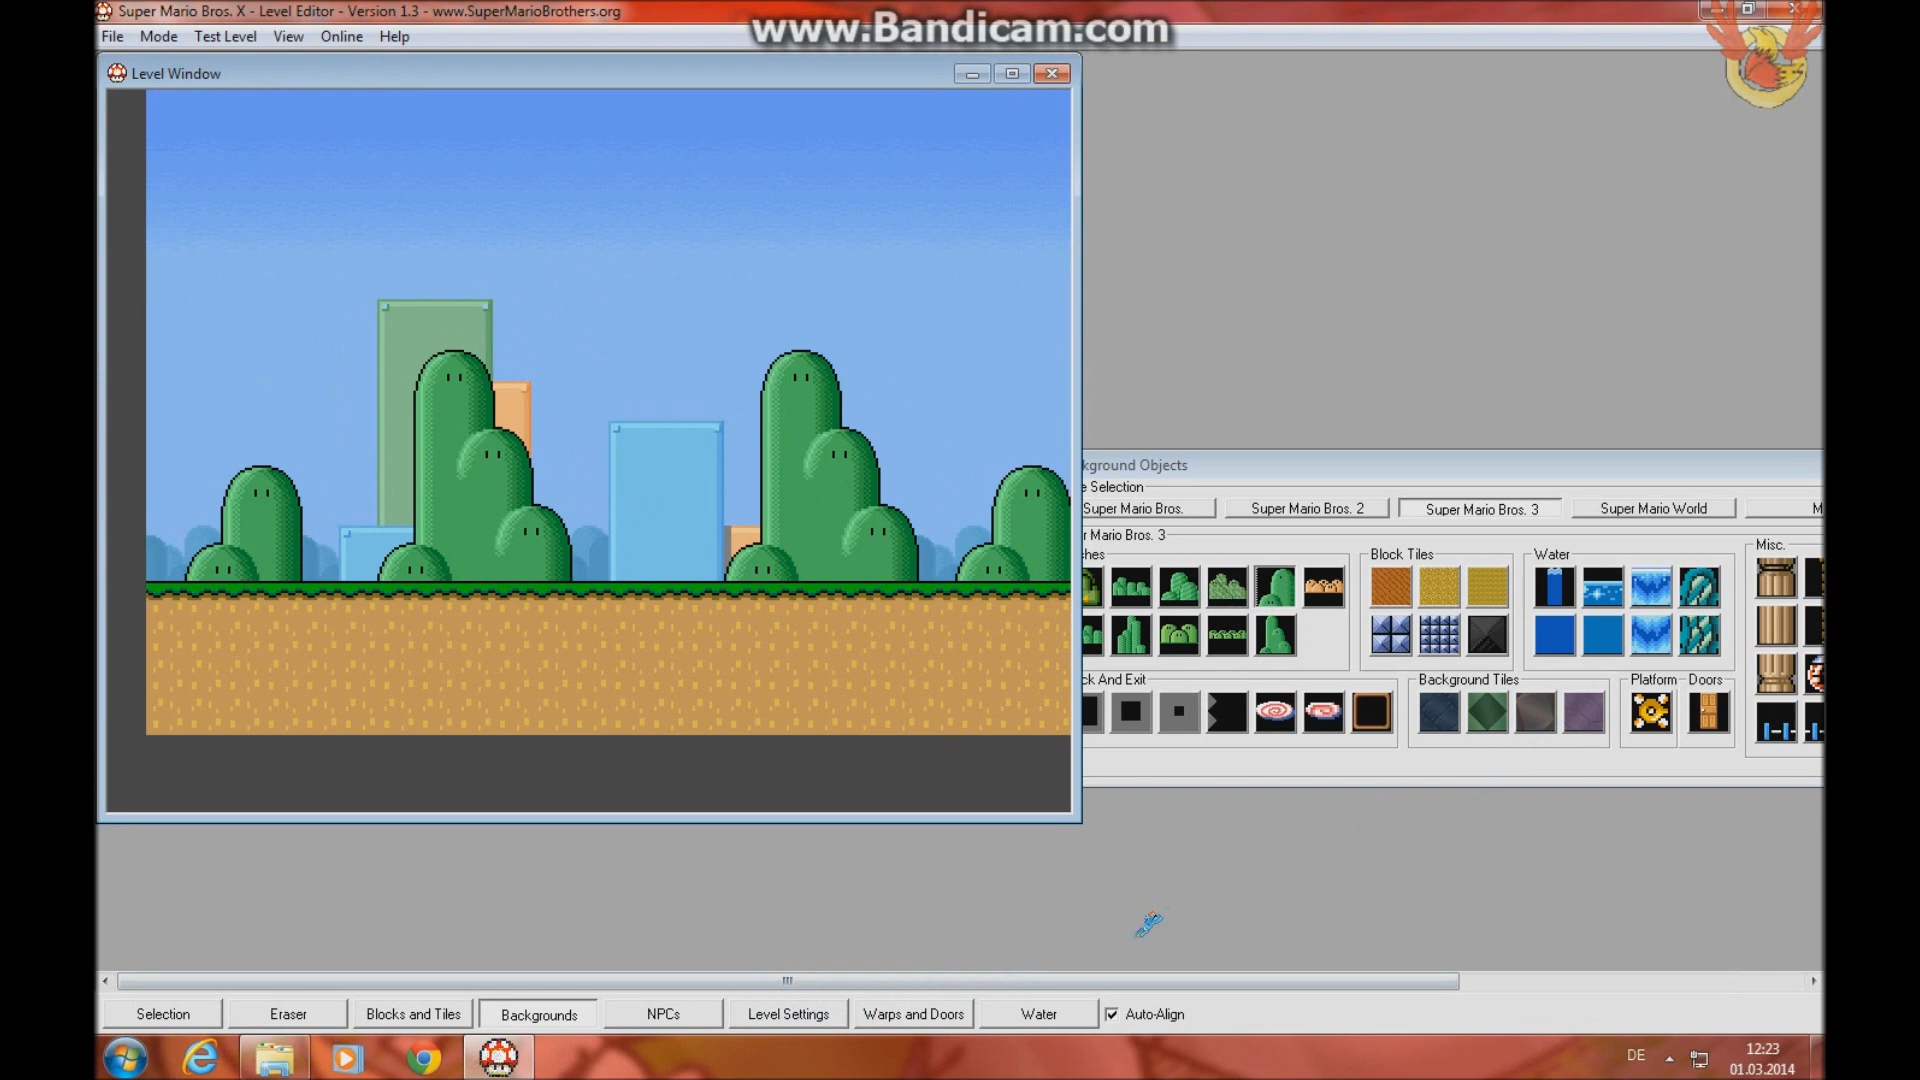 Super Mario Bros. X - Level Editor - Version 1.3 - www.SuperMarioBrothers.org
www.Bandicam.com
File Mode Test Level View Online Help
Level Window
kground Objects
e Selection
Super Mario Bros. Super Mario Bros. 2 Super Mario Bros. 3 Super Mario World M
r Mario Bros. 3
hes Block Tiles Water Misc.
ck And Exit Background Tiles Platform Doors
Selection Eraser Blocks and Tiles Backgrounds NPCs Level Settings Warps and Doors Water Auto-Align
DE 12:23
01.03.2014